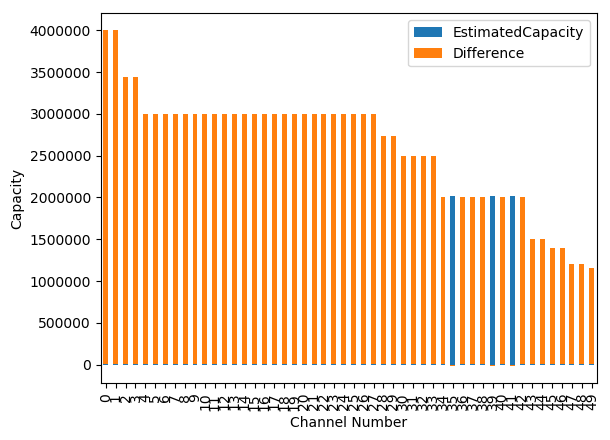 EstimatedCapacity
Difference
Capacity
4000000
3500000
3000000
2500000
2000000
1500000
1000000
500000
0
0 1 2 3 4 5 6 7 8 9 10 11 12 13 14 15 16 17 18 19 20 21 22 23 24 25 26 27 28 29 30 31 32 33 34 35 36 37 38 39 40 41 42 43 44 45 46 47 48 49
Channel Number